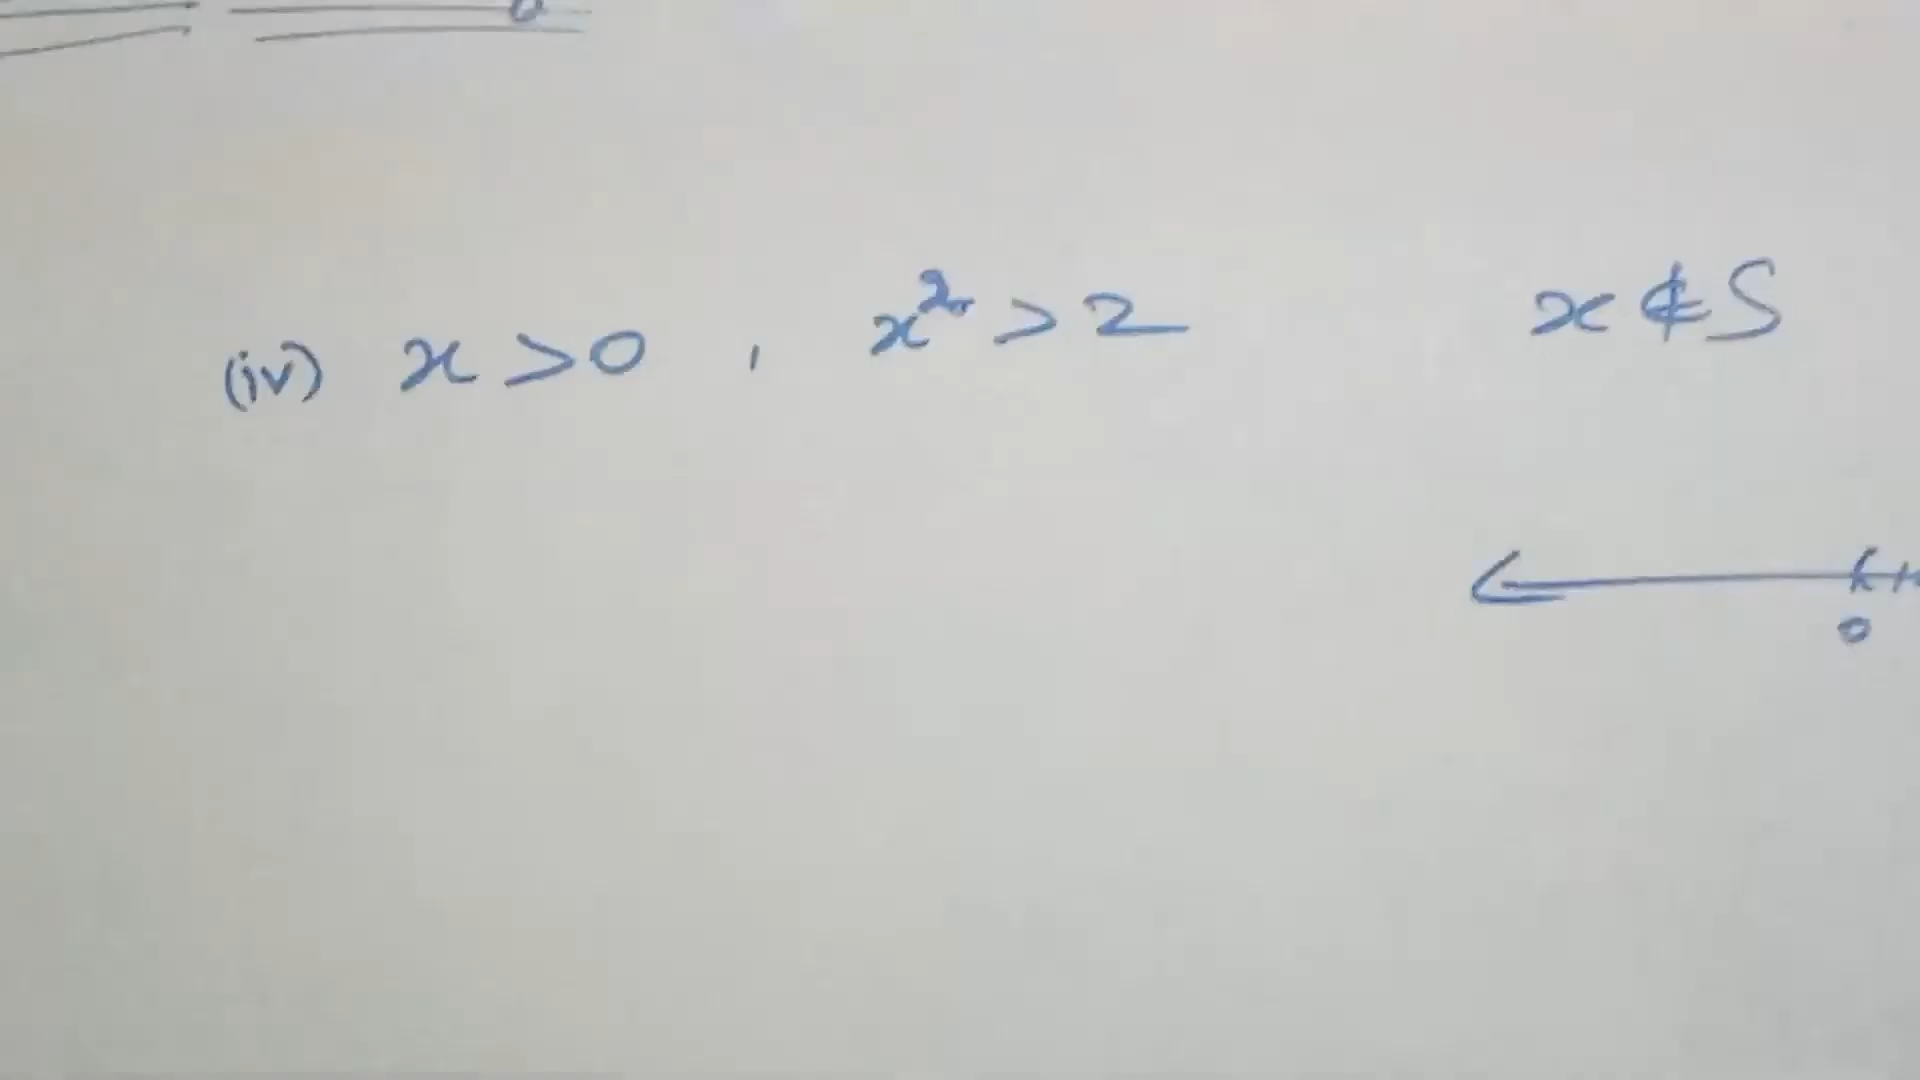 (iv) x > 0 , x² > 2 x ∉ S
0